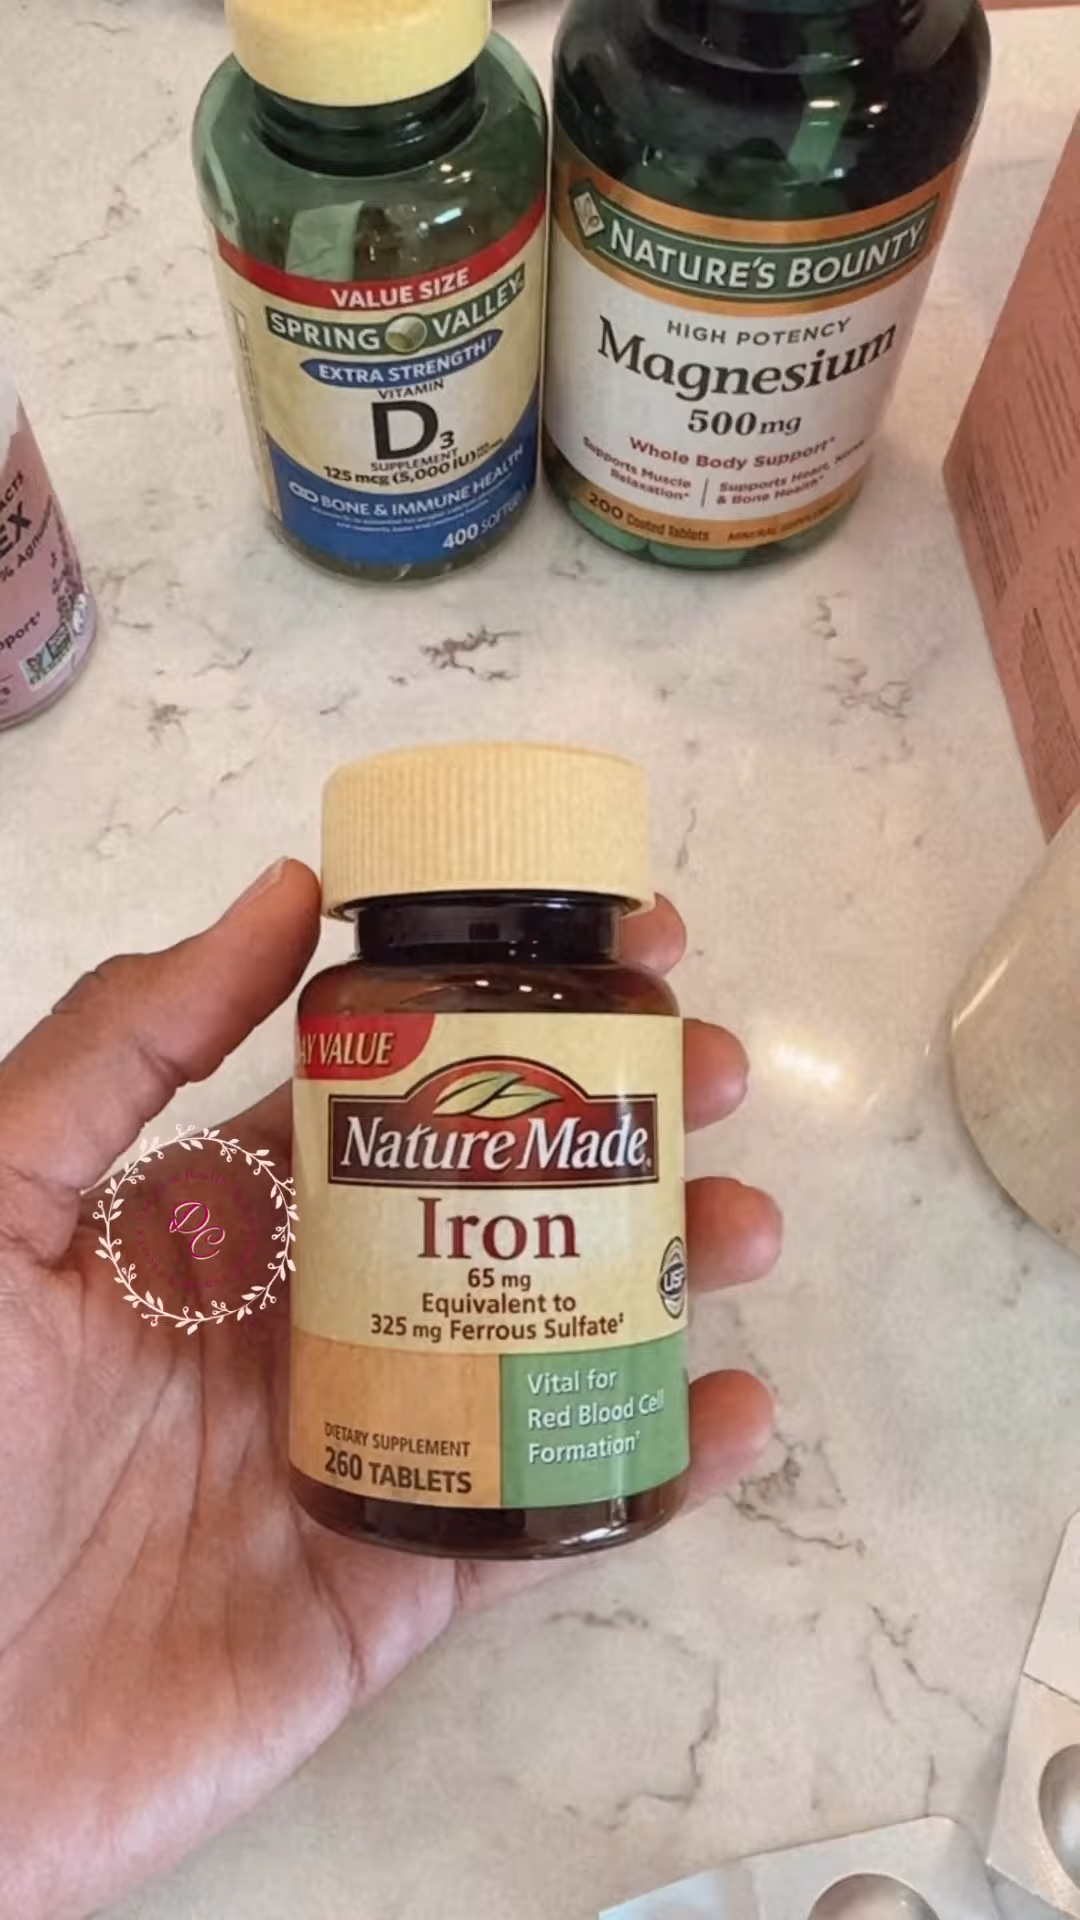 VALUE SIZE
SPRING VALLEY
EXTRA STRENGTH†
VITAMIN
D3
SUPPLEMENT
125 mcg (5,000 IU)
BONE & IMMUNE HEALTH
400
NATURE'S BOUNTY
HIGH POTENCY
Magnesium
500mg
Whole Body Support*
Supports Muscle
Relaxation*
Supports Heart,
& Bone Health*
200 Coated Tablets
EX
%
AY VALUE
Nature Made®
Iron
65 mg
Equivalent to
325 mg Ferrous Sulfate‡
USP
Vital for
Red Blood Cell
Formation†
DIETARY SUPPLEMENT
260 TABLETS
DC